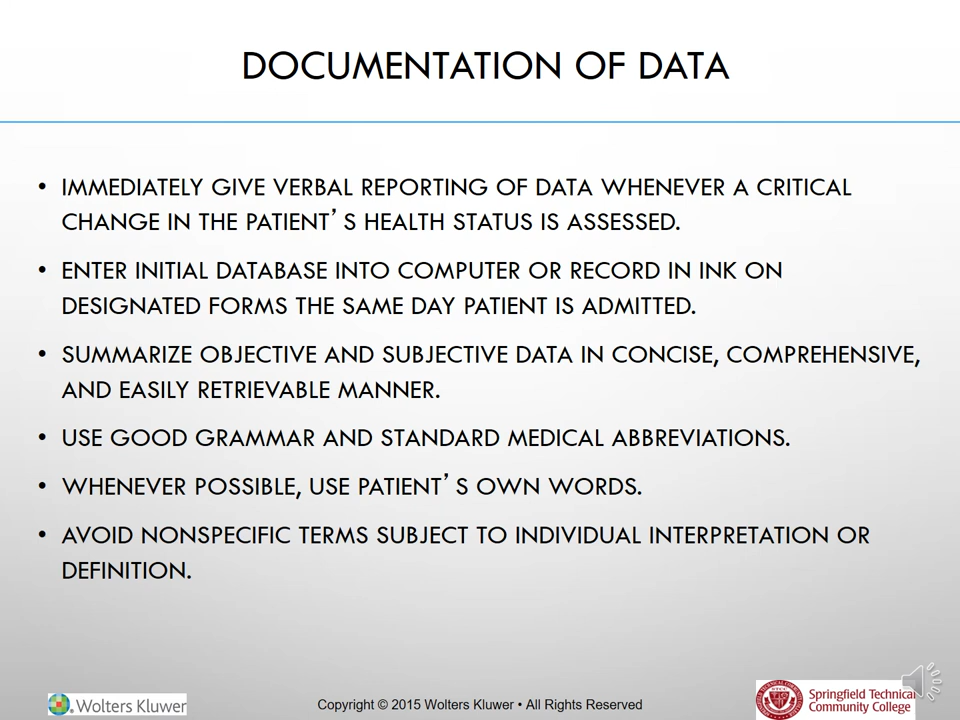 DOCUMENTATION OF DATA
• IMMEDIATELY GIVE VERBAL REPORTING OF DATA WHENEVER A CRITICAL
CHANGE IN THE PATIENT’S HEALTH STATUS IS ASSESSED.
• ENTER INITIAL DATABASE INTO COMPUTER OR RECORD IN INK ON
DESIGNATED FORMS THE SAME DAY PATIENT IS ADMITTED.
• SUMMARIZE OBJECTIVE AND SUBJECTIVE DATA IN CONCISE, COMPREHENSIVE,
AND EASILY RETRIEVABLE MANNER.
• USE GOOD GRAMMAR AND STANDARD MEDICAL ABBREVIATIONS.
• WHENEVER POSSIBLE, USE PATIENT’S OWN WORDS.
• AVOID NONSPECIFIC TERMS SUBJECT TO INDIVIDUAL INTERPRETATION OR
DEFINITION.
Wolters Kluwer
Copyright © 2015 Wolters Kluwer • All Rights Reserved
Springfield Technical
Community College